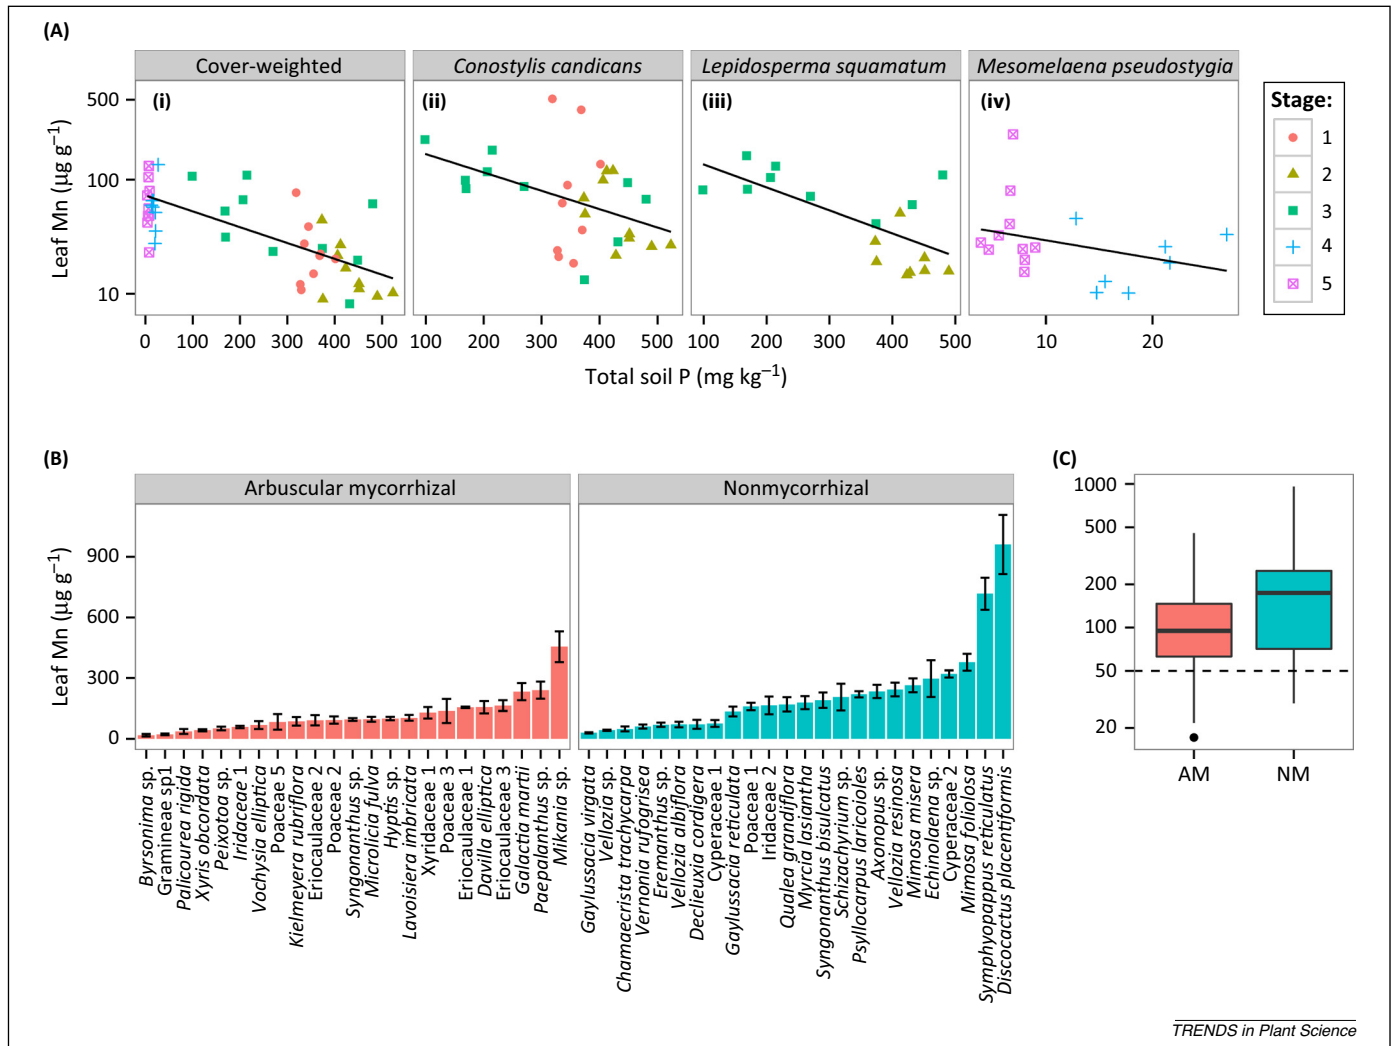 (A)
Cover-weighted
Conostylis candicans
Lepidosperma squamatum
Mesomelaena pseudostygia
(i)
(ii)
(iii)
(iv)
Leaf Mn (µg g–1)
500
100
10
0 100 200 300 400 500
100 200 300 400 500
100 200 300 400 500
10 20
Total soil P (mg kg–1)
Stage:
1
2
3
4
5
(B)
Arbuscular mycorrhizal
Nonmycorrhizal
Leaf Mn (µg g–1)
900
600
300
0
Byrsonima sp.
Gramineae sp1
Palicourea rigida
Xyris obcordata
Peixotoa sp.
Iridaceae 1
Vochysia elliptica
Poaceae 5
Kielmeyera rubriflora
Eriocaulaceae 2
Poaceae 2
Syngonanthus sp.
Microlicia fulva
Hyptis sp.
Lavoisiera imbricata
Xyridaceae 1
Poaceae 3
Eriocaulaceae 1
Davilla elliptica
Eriocaulaceae 3
Galactia martii
Paepalanthus sp.
Mikania sp.
Gaylussacia virgata
Vellozia sp.
Chamaecrista trachycarpa
Vernonia rufogrisea
Eremanthus sp.
Vellozia albiflora
Declieuxia cordigera
Cyperaceae 1
Gaylussacia reticulata
Poaceae 1
Iridaceae 2
Qualea grandiflora
Myrcia lasiantha
Syngonanthus bisulcatus
Schizachyrium sp.
Psyllocarpus laricoides
Axonopus sp.
Vellozia resinosa
Mimosa misera
Echinolaena sp.
Cyperaceae 2
Mimosa foliolosa
Symphyopappus reticulatus
Discocactus placentiformis
(C)
1000
500
200
100
50
20
AM NM
TRENDS in Plant Science